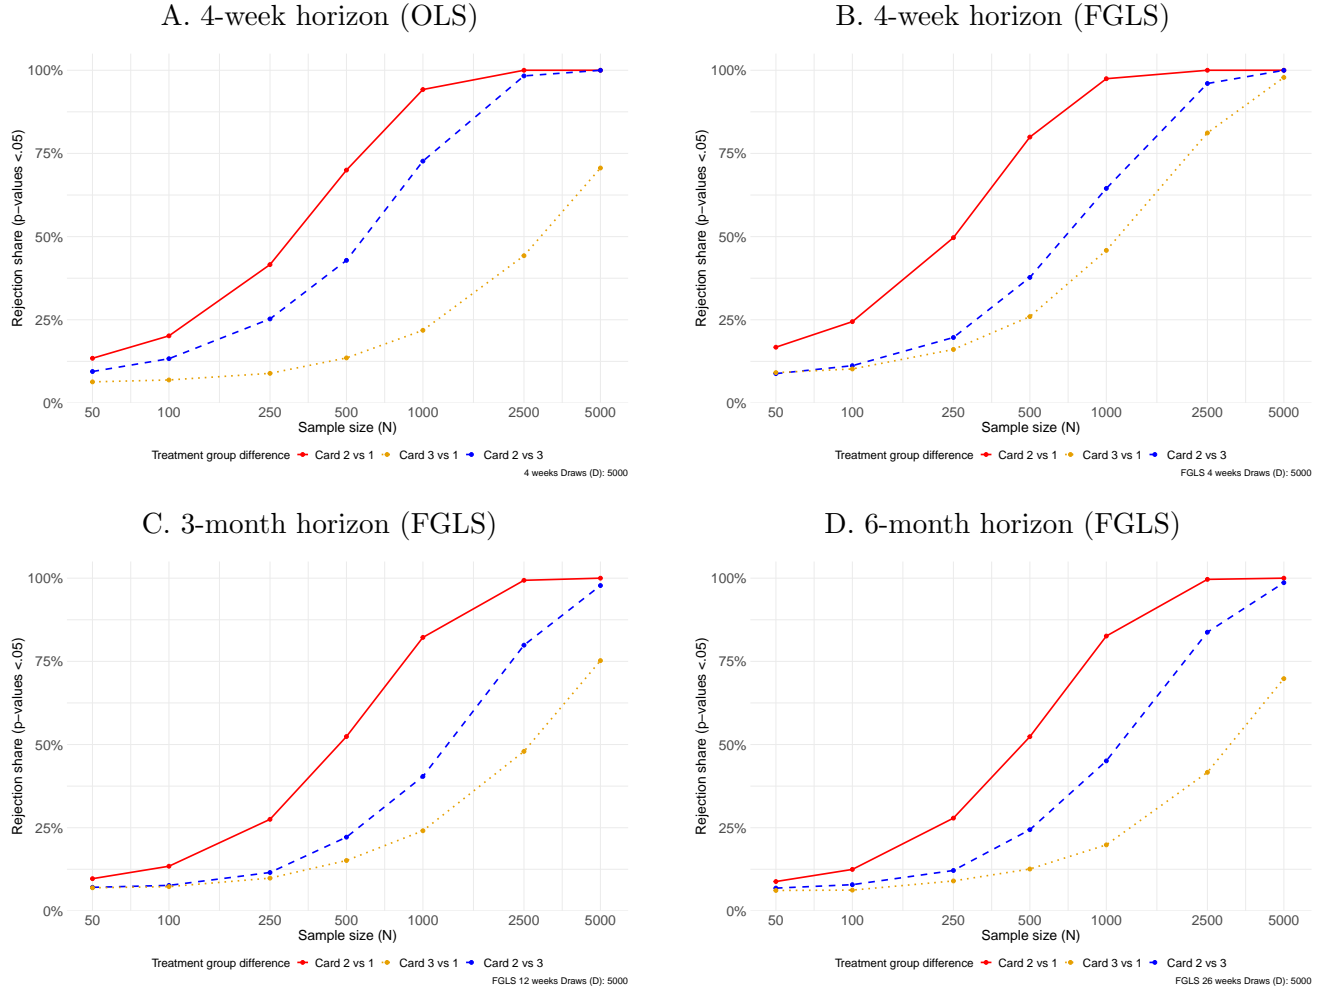 A. 4-week horizon (OLS)
Rejection share (p−values <.05)
100%
75%
50%
25%
0%
50 100 250 500 1000 2500 5000
Sample size (N)
Treatment group difference Card 2 vs 1 Card 3 vs 1 Card 2 vs 3
4 weeks Draws (D): 5000
B. 4-week horizon (FGLS)
Rejection share (p−values <.05)
100%
75%
50%
25%
0%
50 100 250 500 1000 2500 5000
Sample size (N)
Treatment group difference Card 2 vs 1 Card 3 vs 1 Card 2 vs 3
FGLS 4 weeks Draws (D): 5000
C. 3-month horizon (FGLS)
Rejection share (p−values <.05)
100%
75%
50%
25%
0%
50 100 250 500 1000 2500 5000
Sample size (N)
Treatment group difference Card 2 vs 1 Card 3 vs 1 Card 2 vs 3
FGLS 12 weeks Draws (D): 5000
D. 6-month horizon (FGLS)
Rejection share (p−values <.05)
100%
75%
50%
25%
0%
50 100 250 500 1000 2500 5000
Sample size (N)
Treatment group difference Card 2 vs 1 Card 3 vs 1 Card 2 vs 3
FGLS 26 weeks Draws (D): 5000